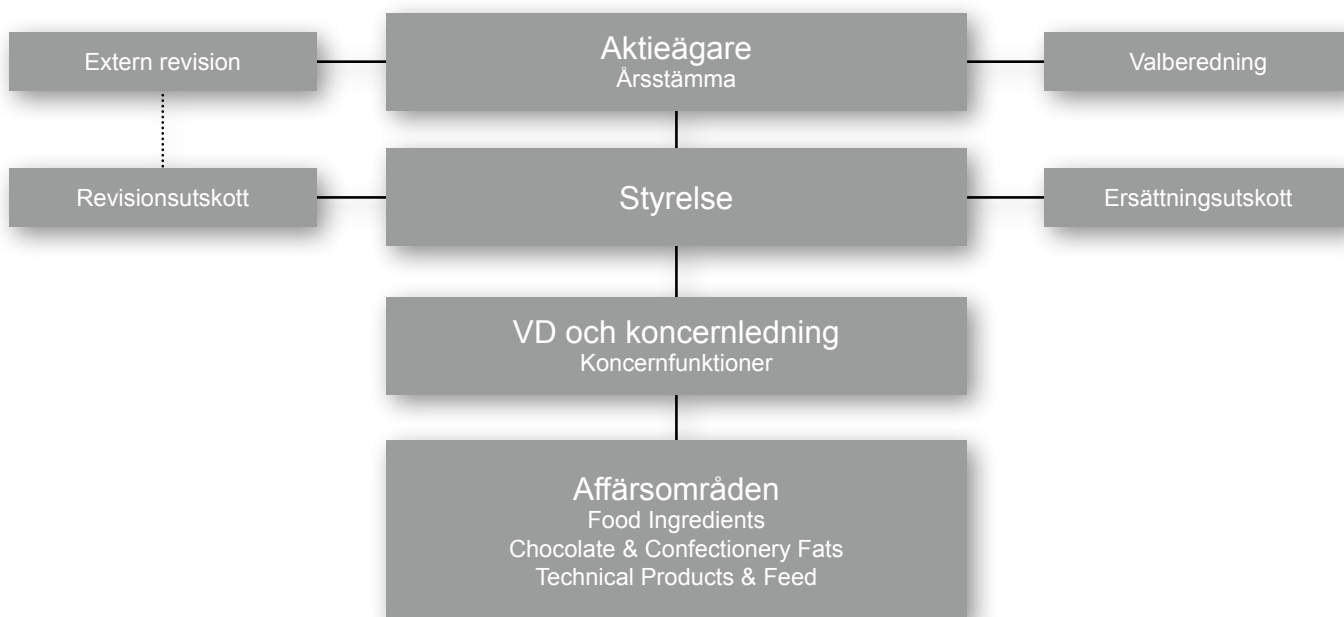 Extern revision
Aktieägare
Årsstämma
Valberedning
Revisionsutskott
Styrelse
Ersättningsutskott
VD och koncernledning
Koncernfunktioner
Affärsområden
Food Ingredients
Chocolate & Confectionery Fats
Technical Products & Feed